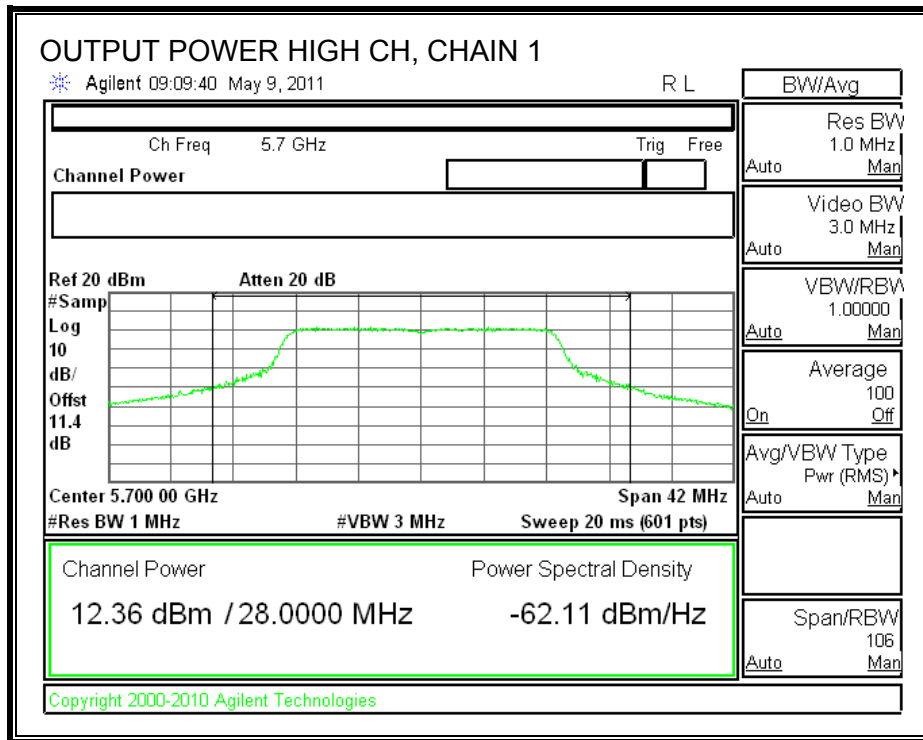 OUTPUT POWER HIGH CH, CHAIN 1
Agilent 09:09:40 May 9, 2011 R L
Ch Freq 5.7 GHz Trig Free
Channel Power
Ref 20 dBm Atten 20 dB
#Samp
Log
10
dB/
Offst
11.4
dB
Center 5.700 00 GHz Span 42 MHz
#Res BW 1 MHz #VBW 3 MHz Sweep 20 ms (601 pts)
Channel Power Power Spectral Density
12.36 dBm / 28.0000 MHz -62.11 dBm/Hz
Copyright 2000-2010 Agilent Technologies
BW/Avg
Res BW
1.0 MHz
Auto Man
Video BW
3.0 MHz
Auto Man
VBW/RBW
1.00000
Auto Man
Average
100
On Off
Avg/VBW Type
Pwr (RMS)
Auto Man
Span/RBW
106
Auto Man